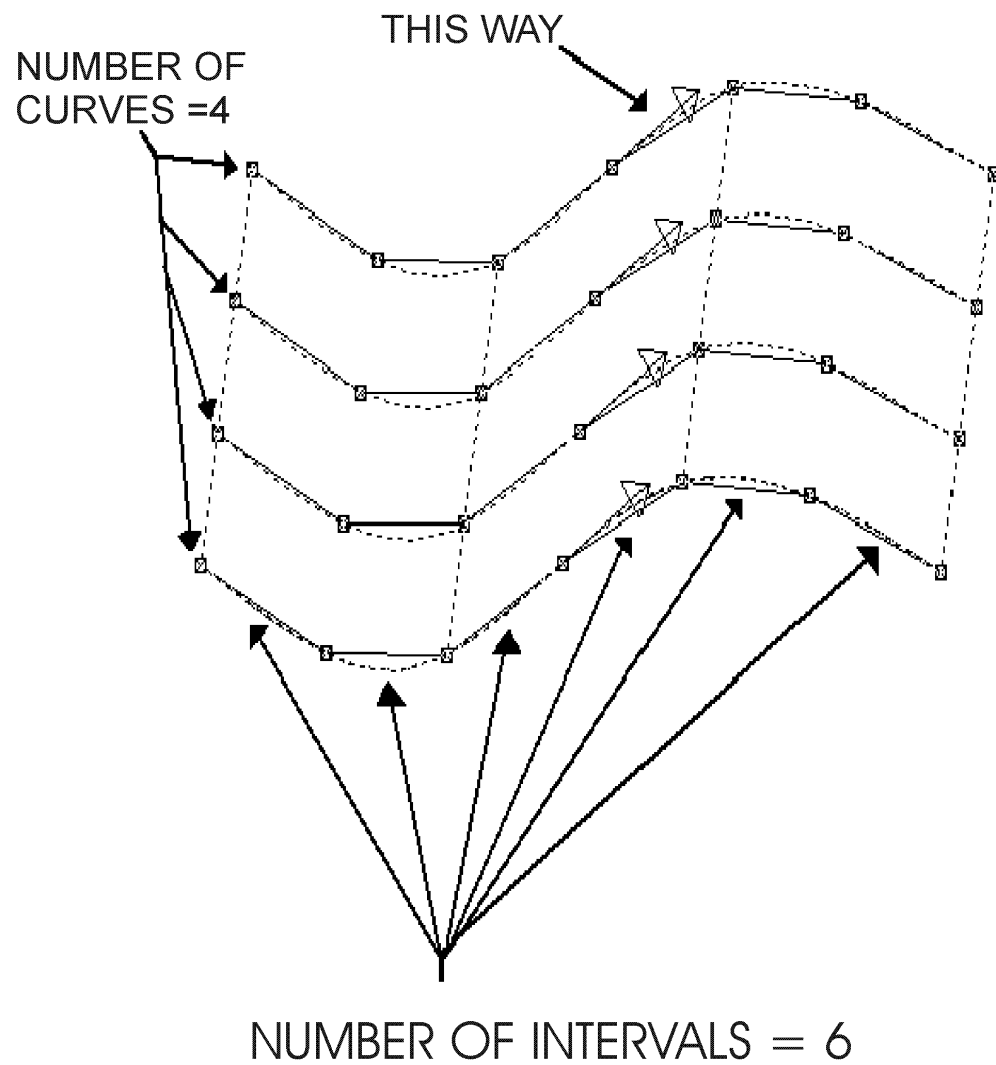 THIS WAY
NUMBER OF
CURVES =4
NUMBER OF INTERVALS = 6